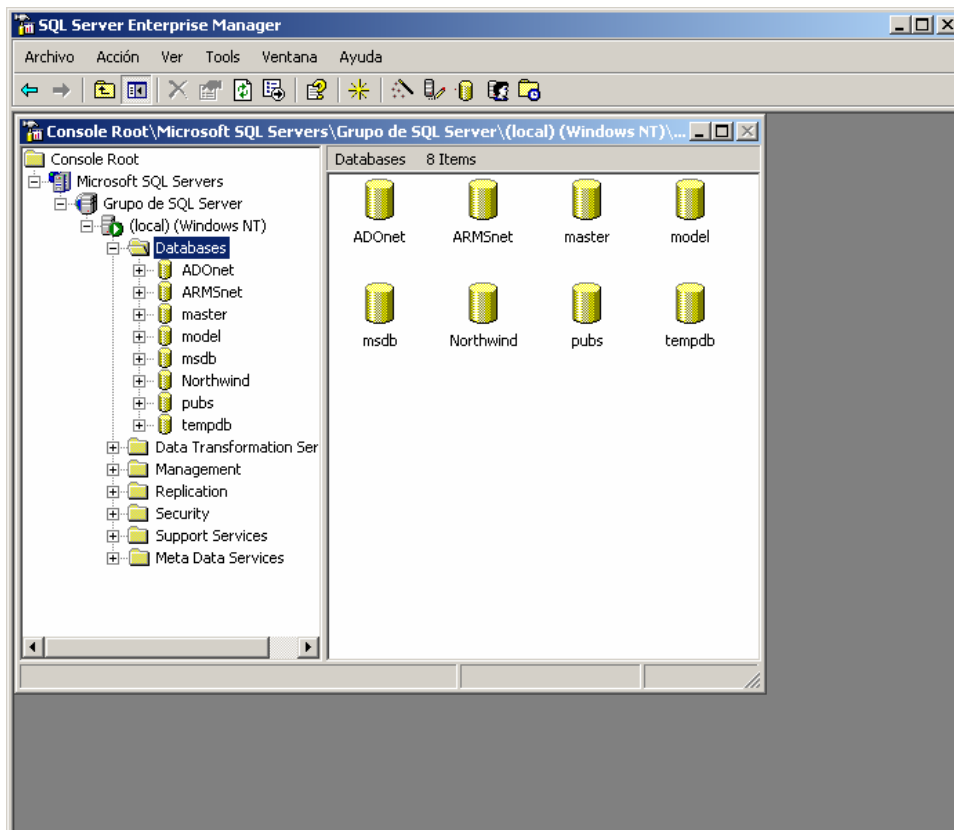 SQL Server Enterprise Manager
Archivo Acción Ver Tools Ventana Ayuda
Console Root\Microsoft SQL Servers\Grupo de SQL Server\(local) (Windows NT)\...
Console Root
Microsoft SQL Servers
Grupo de SQL Server
(local) (Windows NT)
Databases
ADOnet
ARMSnet
master
model
msdb
Northwind
pubs
tempdb
Data Transformation Ser
Management
Replication
Security
Support Services
Meta Data Services
Databases 8 Items
ADOnet ARMSnet master model
msdb Northwind pubs tempdb